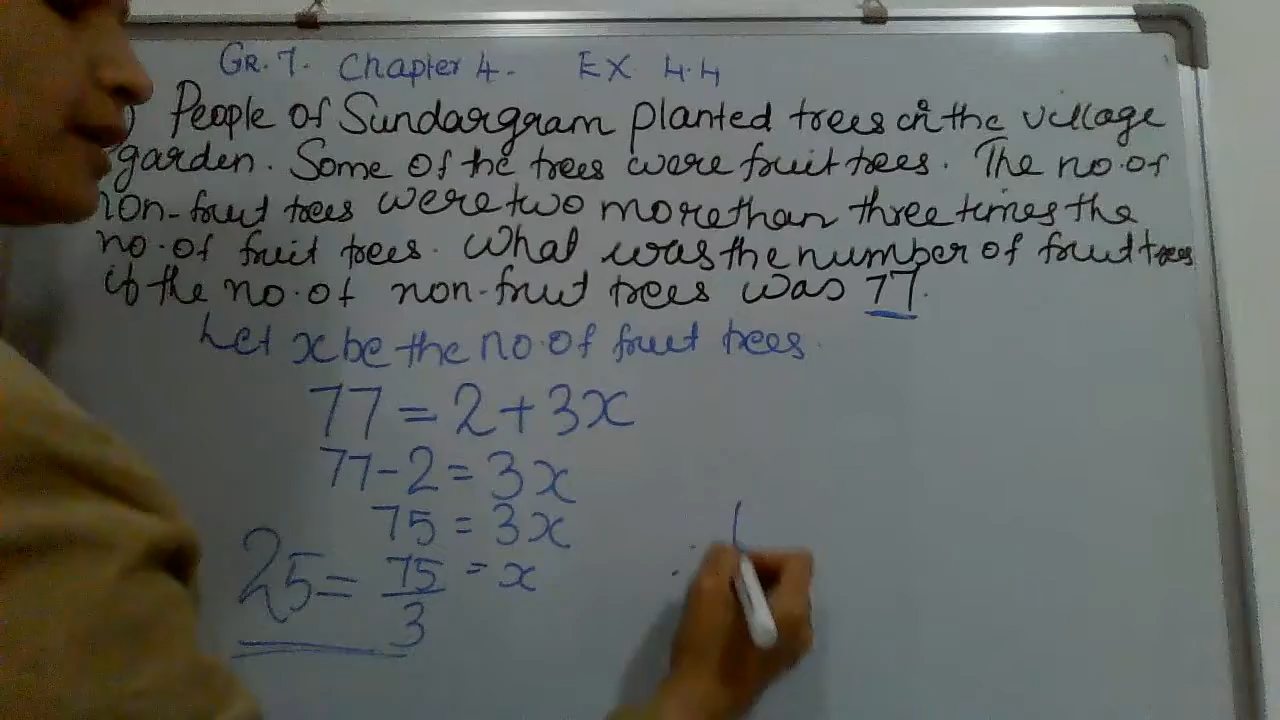 GR.7. Chapter 4. EX 4.4
) People of Sundargram planted trees in the village
garden. Some of the trees were fruit trees. The no.of
non-fruit trees were two more than three times the
no.of fruit trees. What was the number of fruit trees
if the no.of non-fruit trees was 77.
Let x be the no.of fruit trees.
77 = 2 + 3x
77 - 2 = 3x
75 = 3x
25 = 75/3 = x